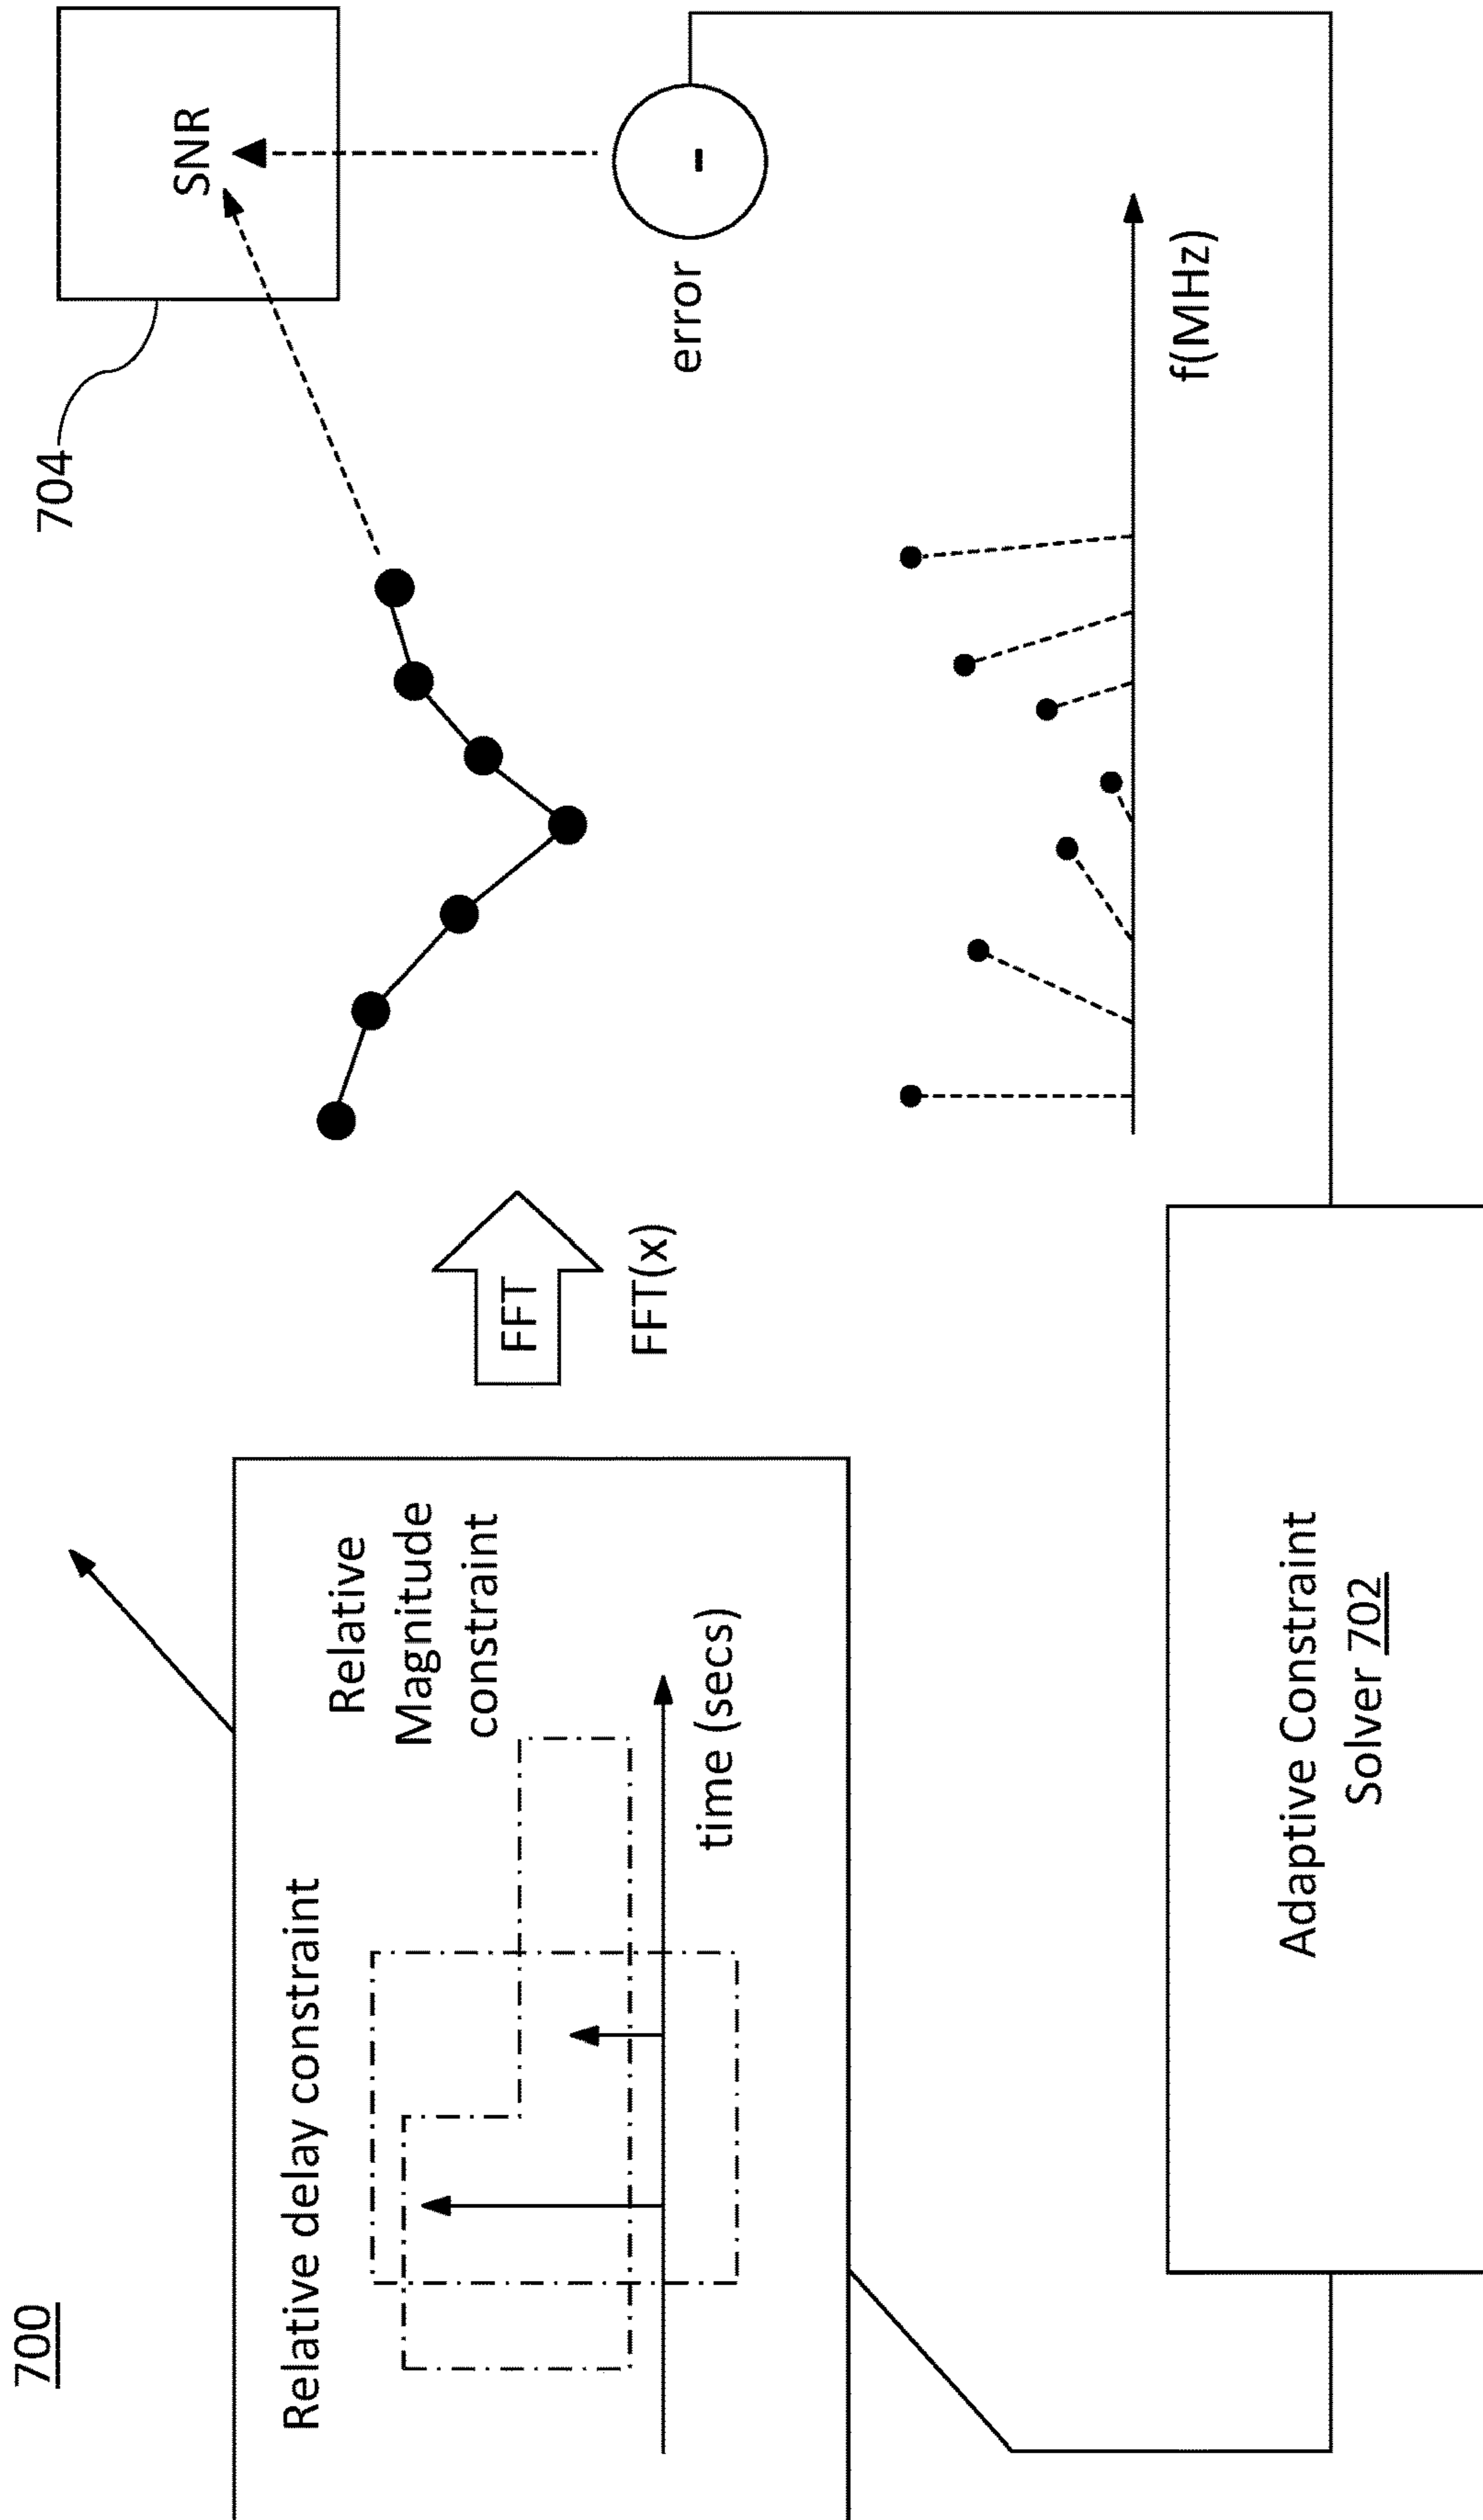 700
Relative delay constraint
Relative
Magnitude
constraint
time (secs)
FFT
FFT(x)
704
SNR
error
-
f(MHz)
Adaptive Constraint
Solver 702